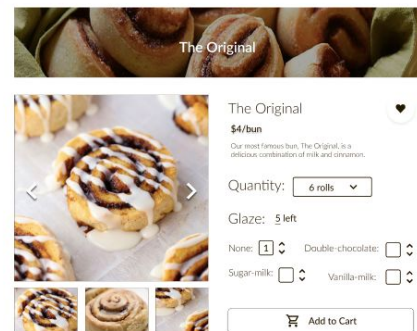 The Original
The Original
$4/bun
Our most famous bun, The Original, is a
delicious combination of milk and cinnamon.
Quantity: 6 rolls
Glaze: 5 left
None: 1 Double-chocolate:
Sugar-milk: Vanilla-milk:
Add to Cart